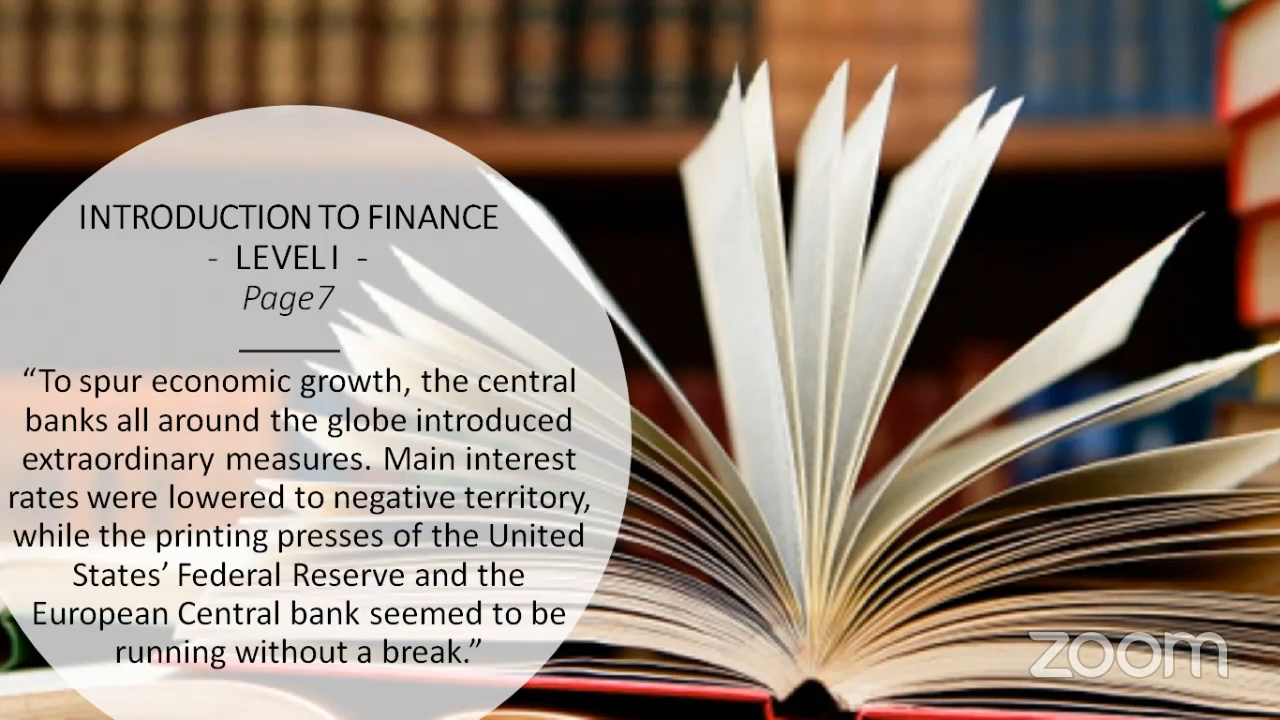 INTRODUCTION TO FINANCE
- LEVEL I -
Page 7
“To spur economic growth, the central
banks all around the globe introduced
extraordinary measures. Main interest
rates were lowered to negative territory,
while the printing presses of the United
States’ Federal Reserve and the
European Central bank seemed to be
running without a break.”
zoom